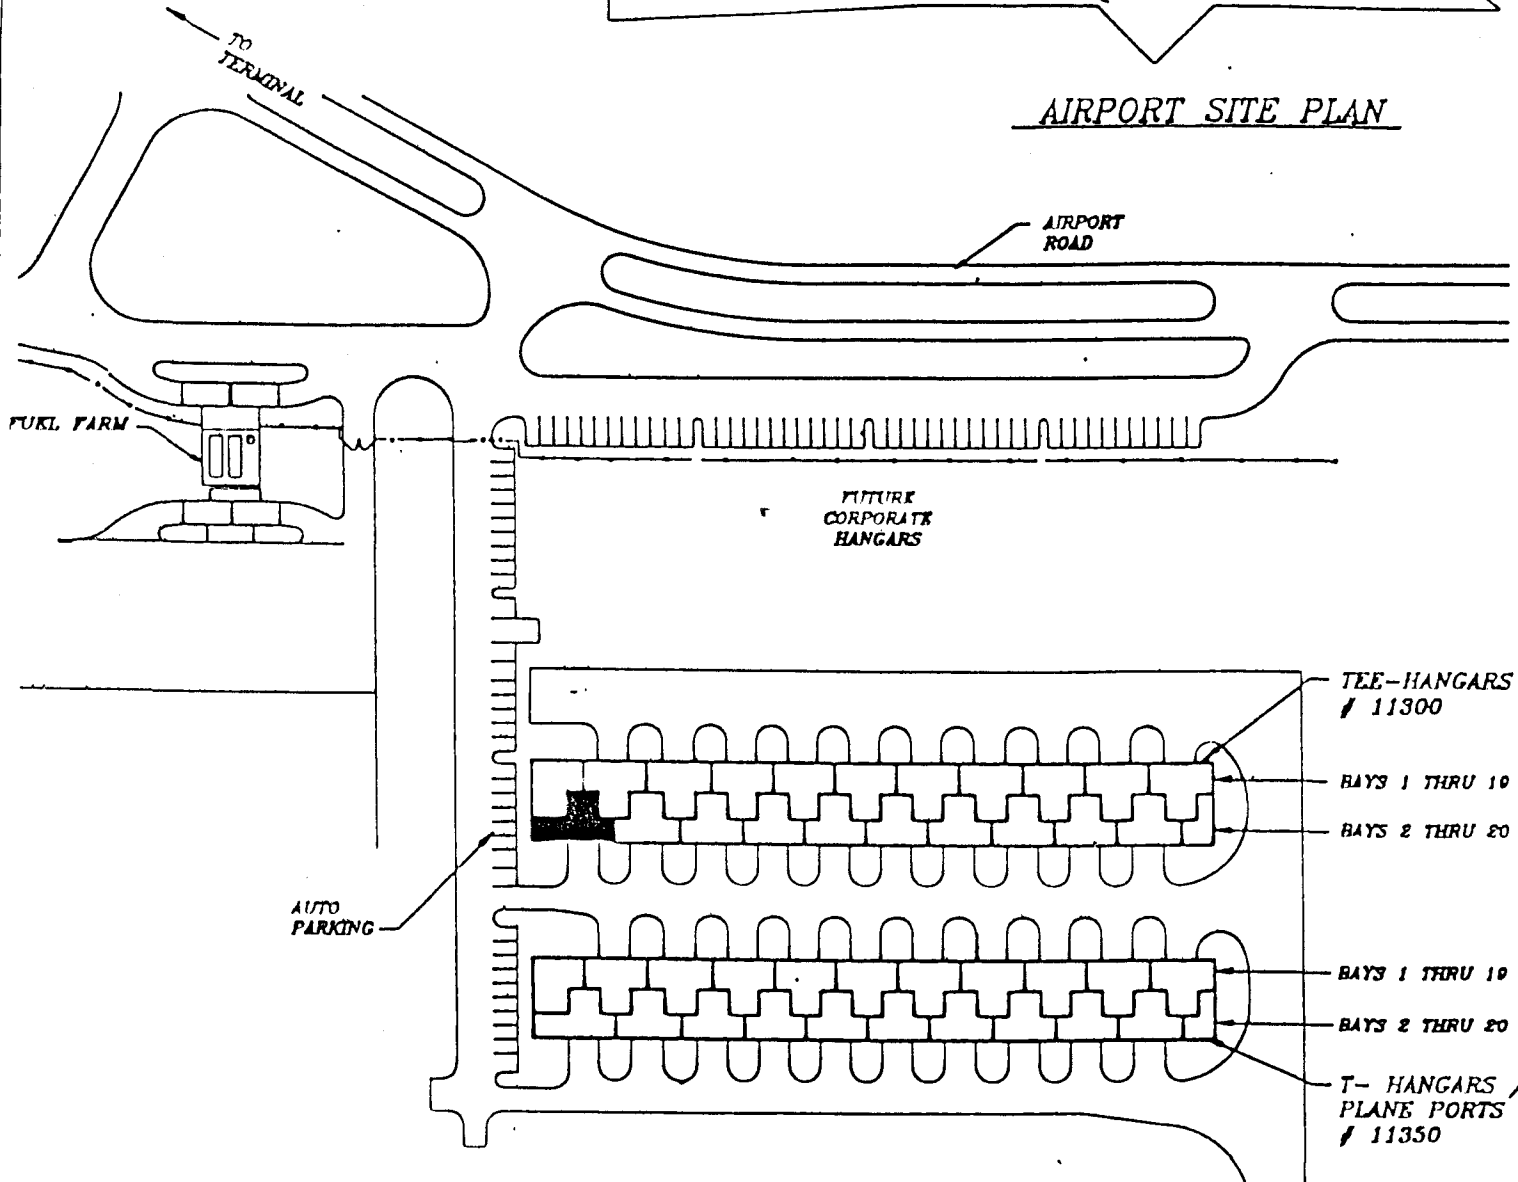 TO
TERMINAL
AIRPORT SITE PLAN
AIRPORT
ROAD
FUEL FARM
FUTURE
CORPORATE
HANGARS
TEE-HANGARS
# 11300
BAYS 1 THRU 19
BAYS 2 THRU 20
AUTO
PARKING
BAYS 1 THRU 19
BAYS 2 THRU 20
T- HANGARS /
PLANE PORTS
# 11350